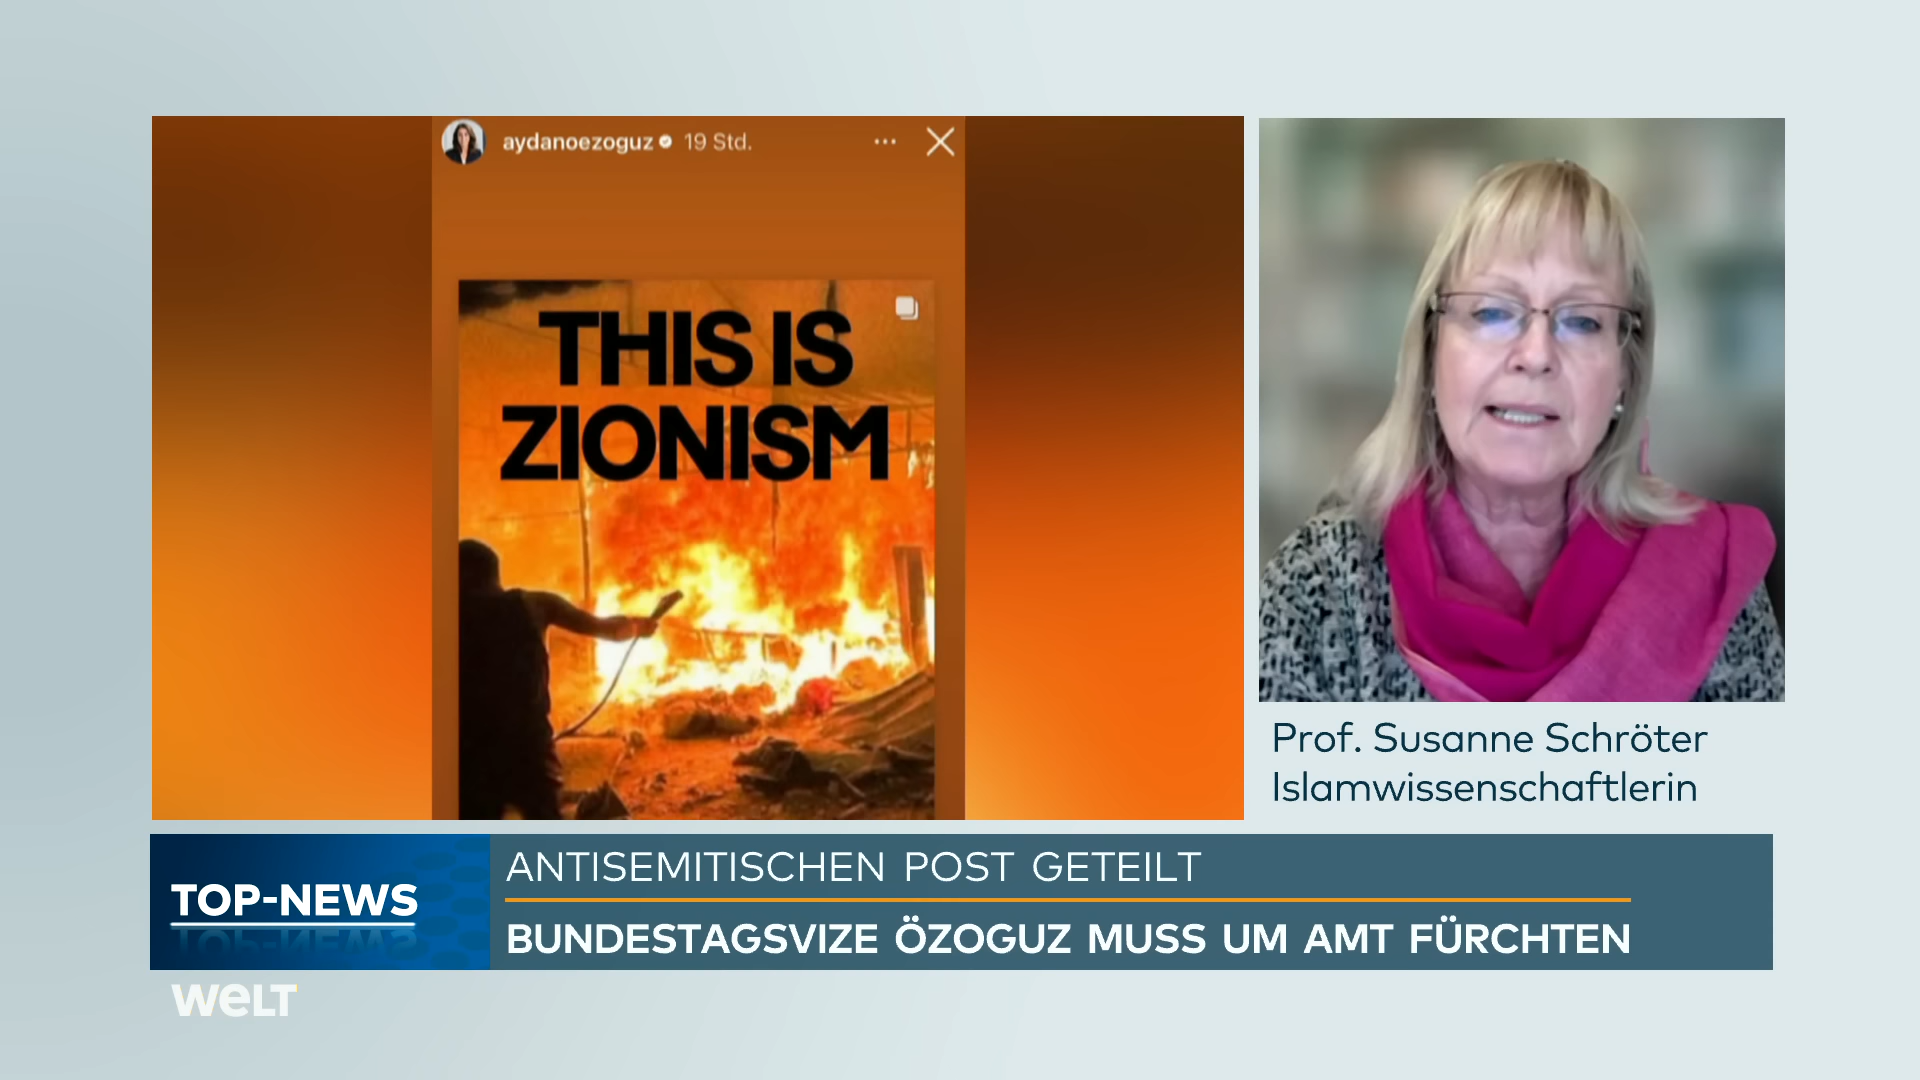 aydanoezoguz 19 Std.
THIS IS
ZIONISM
Prof. Susanne Schröter
Islamwissenschaftlerin
TOP-NEWS
ANTISEMITISCHEN POST GETEILT
BUNDESTAGSVIZE ÖZOGUZ MUSS UM AMT FÜRCHTEN
WELT